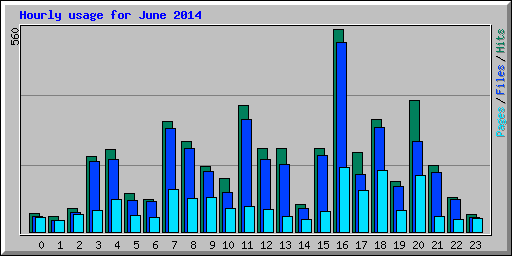 Hourly usage for June 2014
560
Pages/Files/Hits
0 1 2 3 4 5 6 7 8 9 10 11 12 13 14 15 16 17 18 19 20 21 22 23